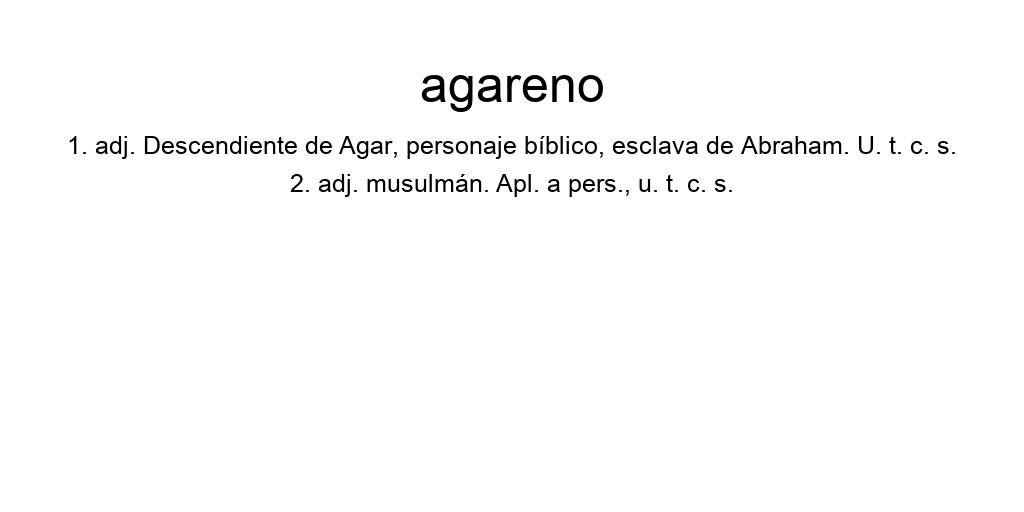 agareno
1. adj. Descendiente de Agar, personaje bíblico, esclava de Abraham. U. t. c. s.
2. adj. musulmán. Apl. a pers., u. t. c. s.